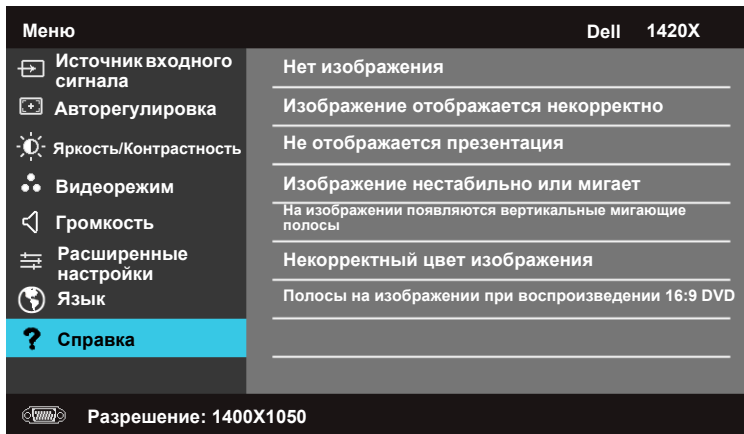 Меню Dell 1420X
Источник входного
сигнала
Авторегулировка
Яркость/Контрастность
Видеорежим
Громкость
Расширенные
настройки
Язык
Справка
Нет изображения
Изображение отображается некорректно
Не отображается презентация
Изображение нестабильно или мигает
На изображении появляются вертикальные мигающие
полосы
Некорректный цвет изображения
Полосы на изображении при воспроизведении 16:9 DVD
Разрешение: 1400X1050